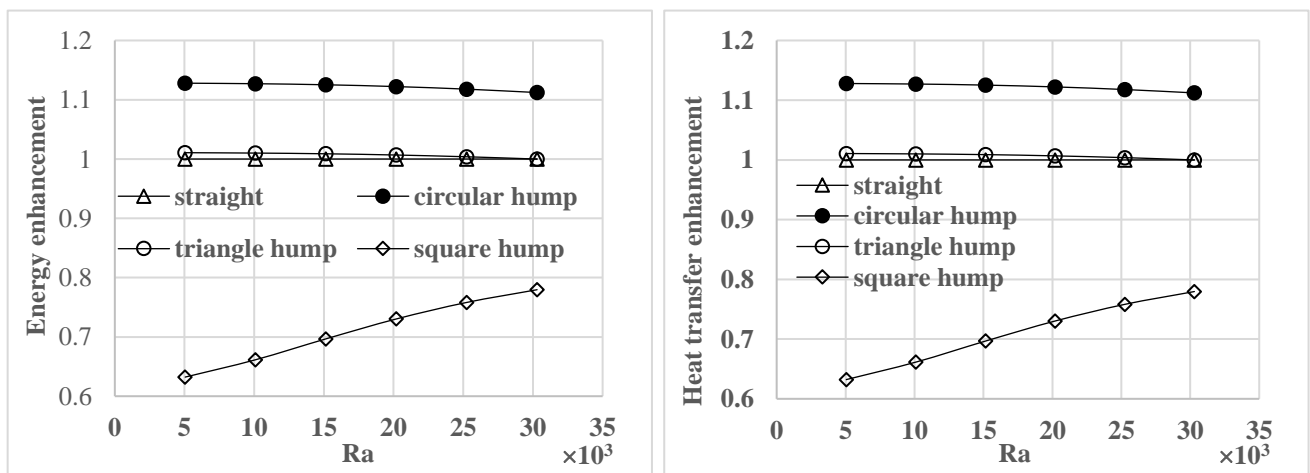 1.2
1.1
1
0.9
0.8
0.7
0.6
Energy enhancement
straight
circular hump
triangle hump
square hump
0 5 10 15 20 25 30 35
Ra
×10³
1.2
1.1
1
0.9
0.8
0.7
0.6
Heat transfer enhancement
straight
circular hump
triangle hump
square hump
0 5 10 15 20 25 30 35
Ra
×10³